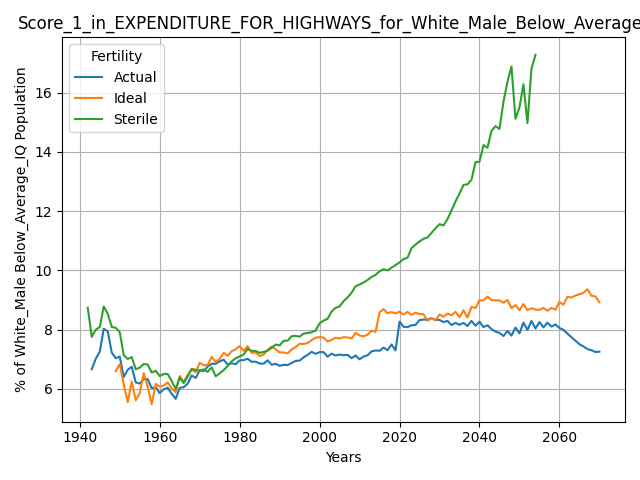 Score_1_in_EXPENDITURE_FOR_HIGHWAYS_for_White_Male_Below_Average
Fertility
Actual
Ideal
Sterile
% of White_Male Below_Average_IQ Population
16
14
12
10
8
6
1940 1960 1980 2000 2020 2040 2060
Years